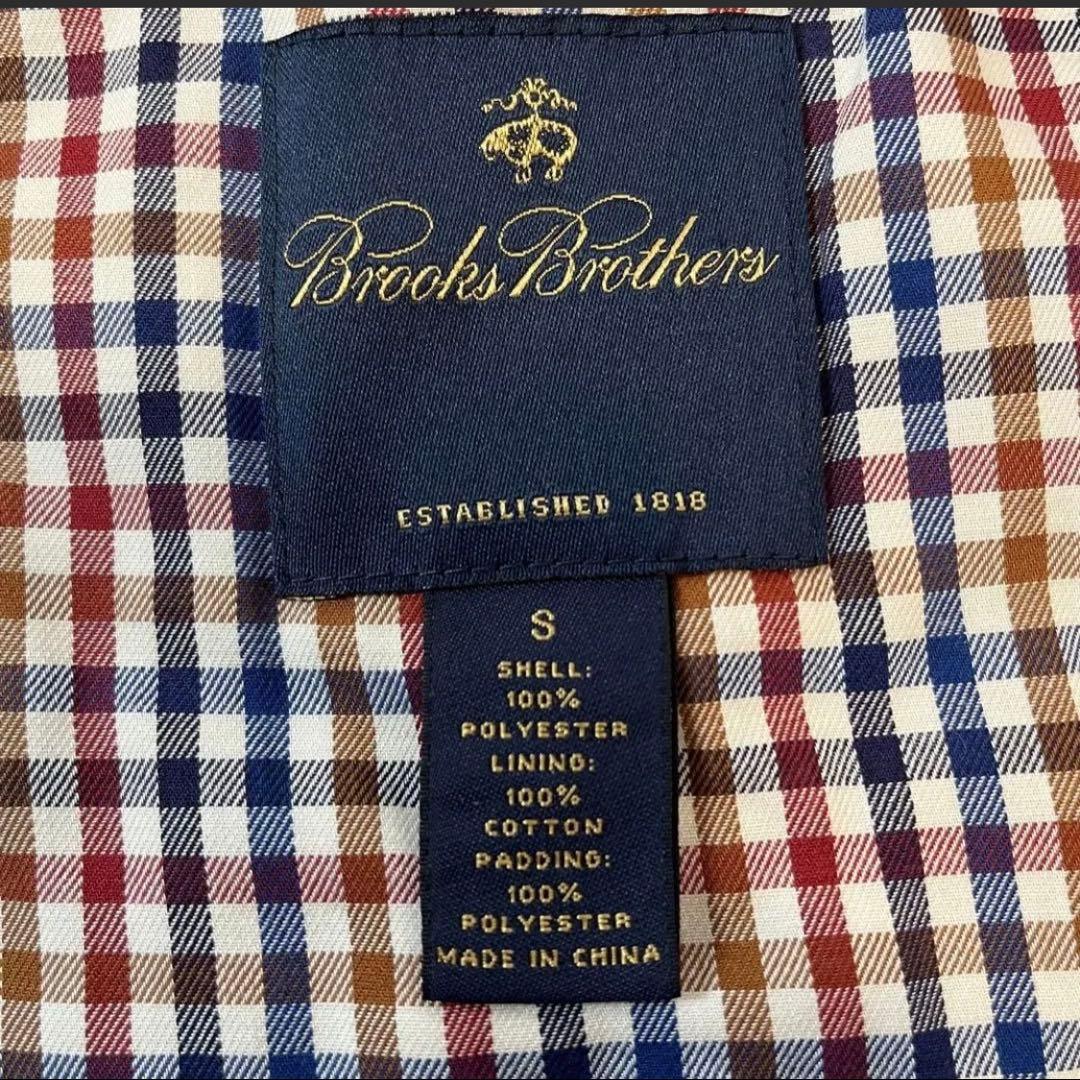 Brooks Brothers
ESTABLISHED 1818
S
SHELL:
100%
POLYESTER
LINING:
100%
COTTON
PADDING:
100%
POLYESTER
MADE IN CHINA